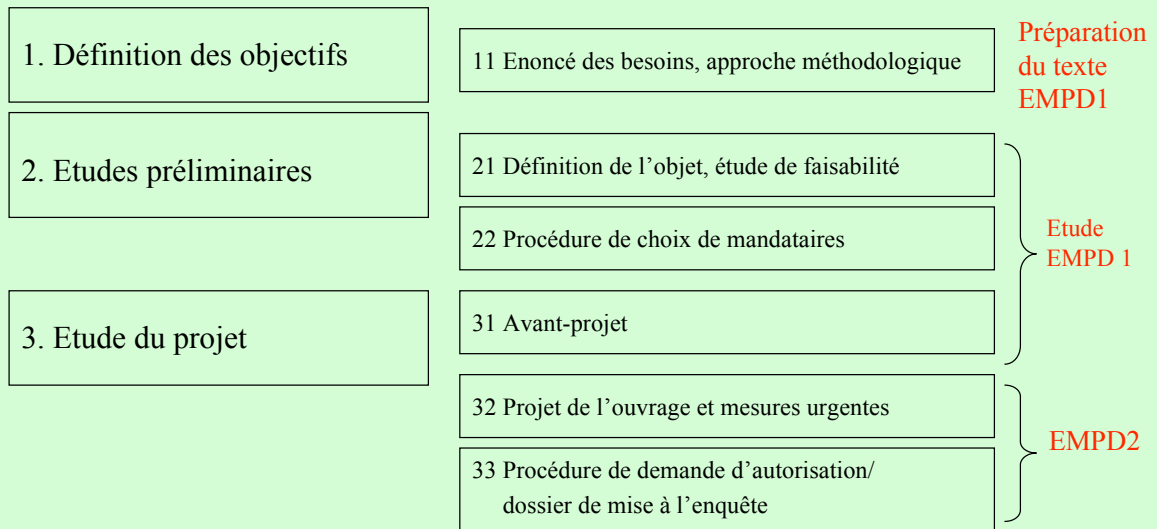 1. Définition des objectifs
11 Enoncé des besoins, approche méthodologique
Préparation
du texte
EMPD1
2. Etudes préliminaires
21 Définition de l’objet, étude de faisabilité
22 Procédure de choix de mandataires
Etude
EMPD 1
3. Etude du projet
31 Avant-projet
32 Projet de l’ouvrage et mesures urgentes
EMPD2
33 Procédure de demande d’autorisation/
dossier de mise à l’enquête